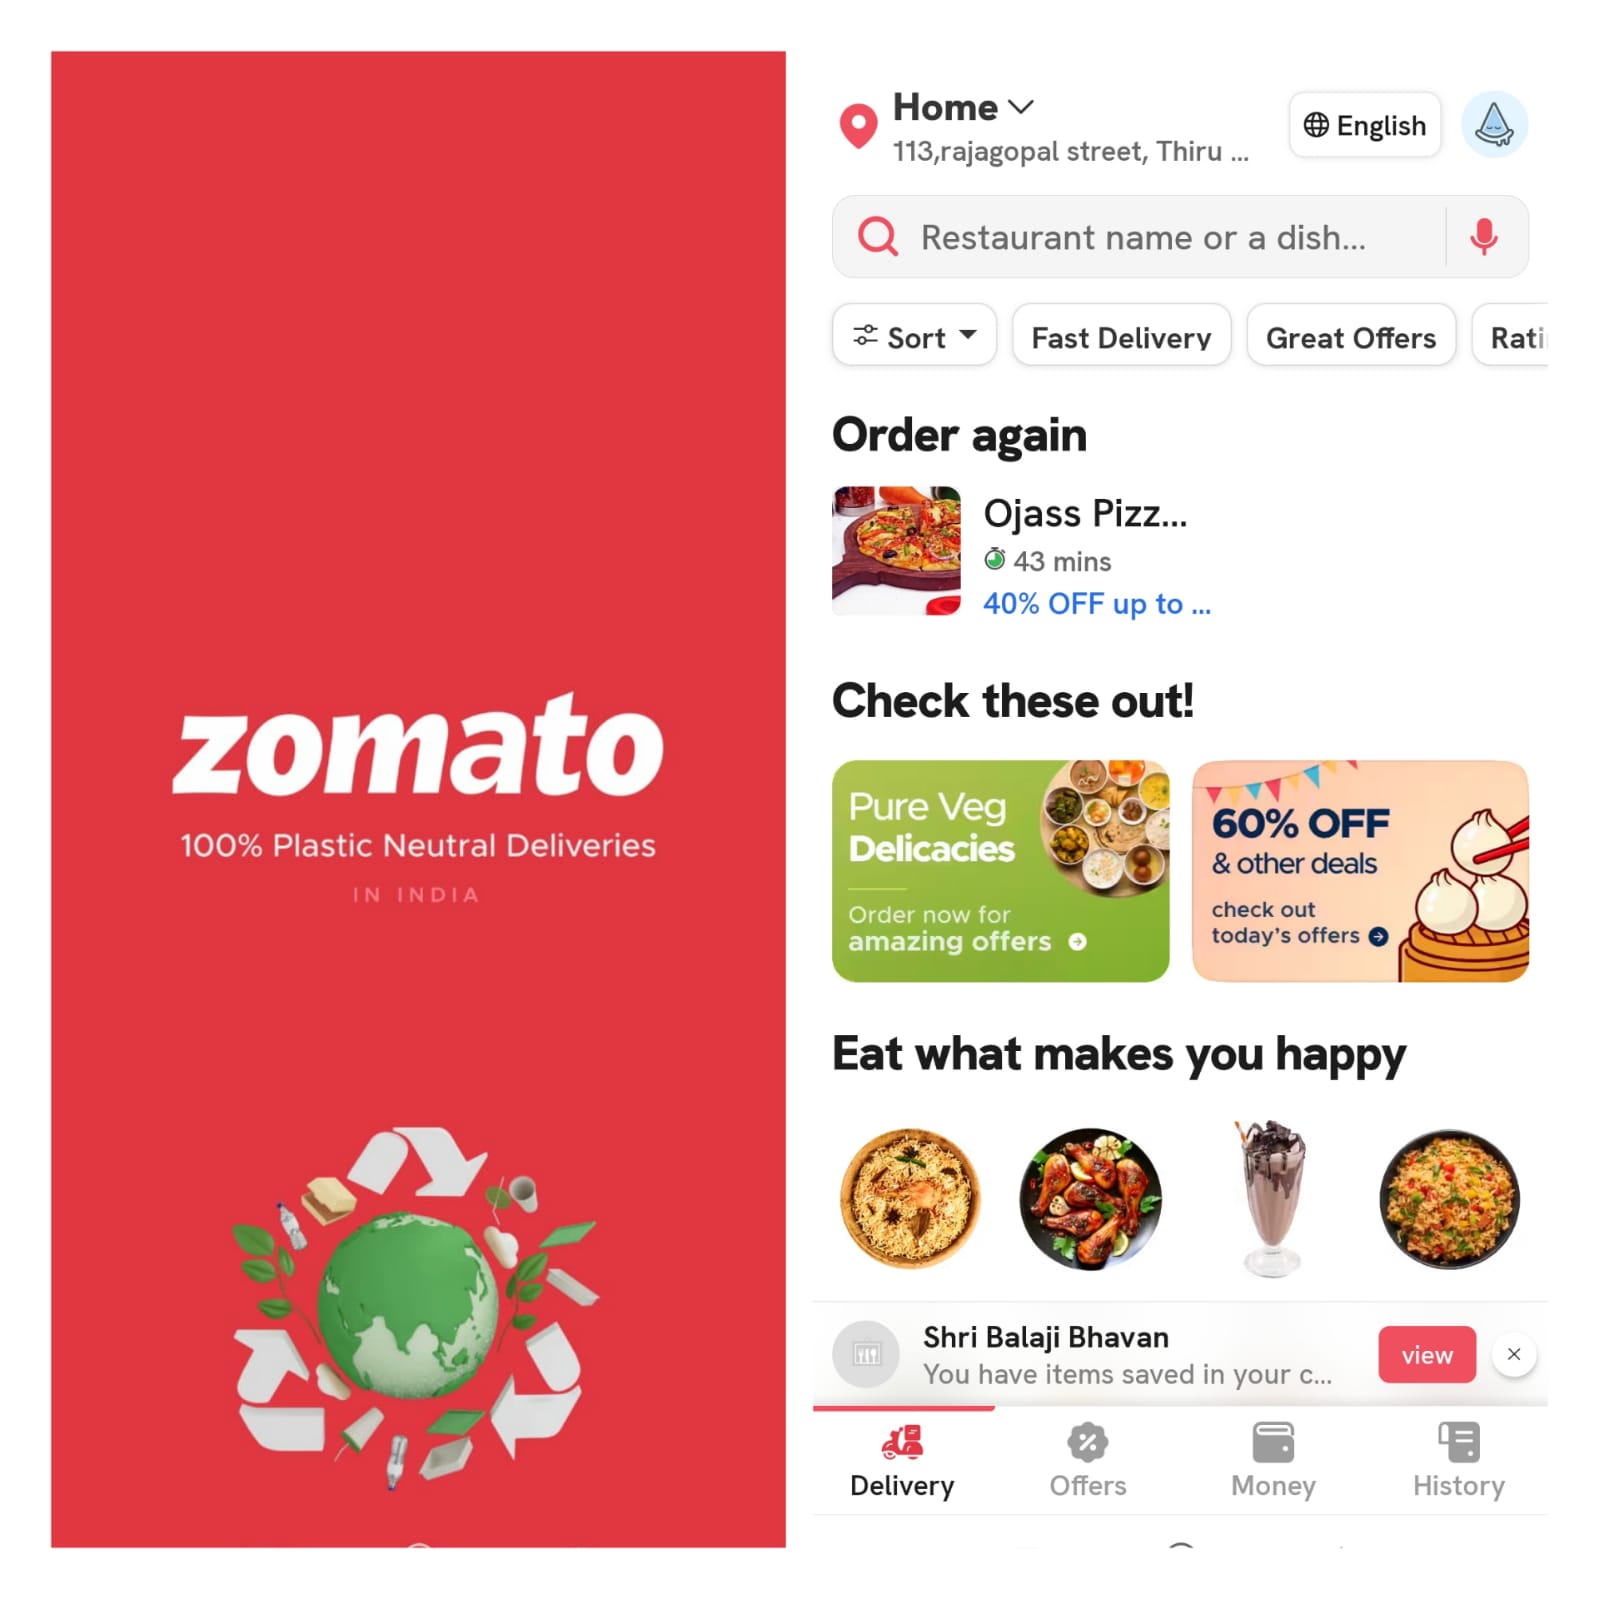 zomato
100% Plastic Neutral Deliveries
IN INDIA
Home
113,rajagopal street, Thiru ...
English
Restaurant name or a dish...
Sort
Fast Delivery
Great Offers
Rati
Order again
Ojass Pizz...
43 mins
40% OFF up to ...
Check these out!
Pure Veg
Delicacies
Order now for
amazing offers
60% OFF
& other deals
check out
today's offers
Eat what makes you happy
Shri Balaji Bhavan
You have items saved in your c...
view
Delivery
Offers
Money
History